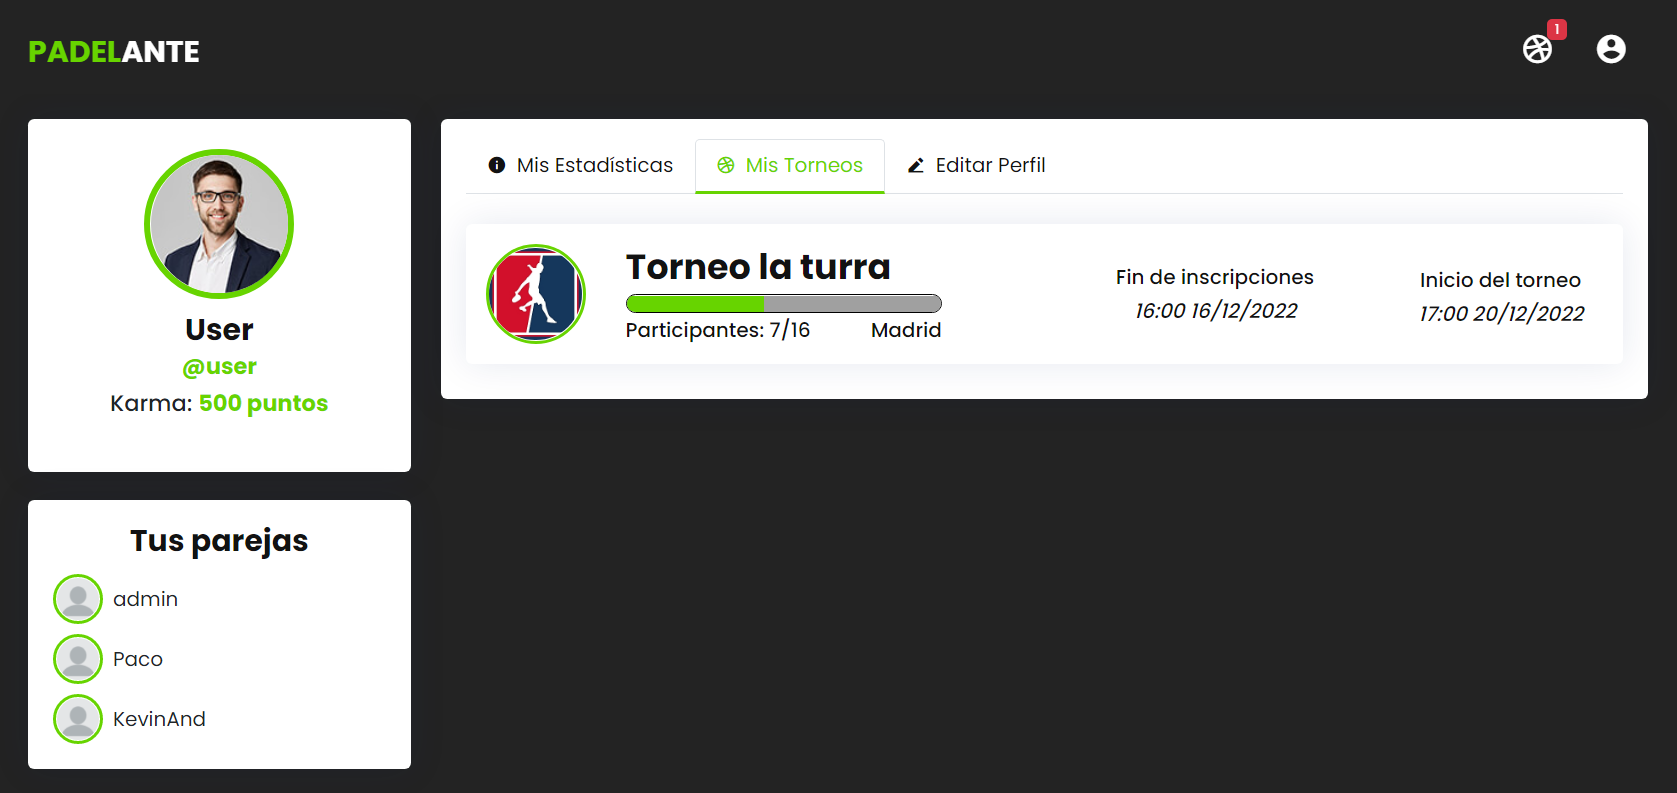 PADELANTE
1
User
@user
Karma: 500 puntos
Tus parejas
admin
Paco
KevinAnd
Mis Estadísticas
Mis Torneos
Editar Perfil
Torneo la turra
Participantes: 7/16
Madrid
Fin de inscripciones
16:00 16/12/2022
Inicio del torneo
17:00 20/12/2022